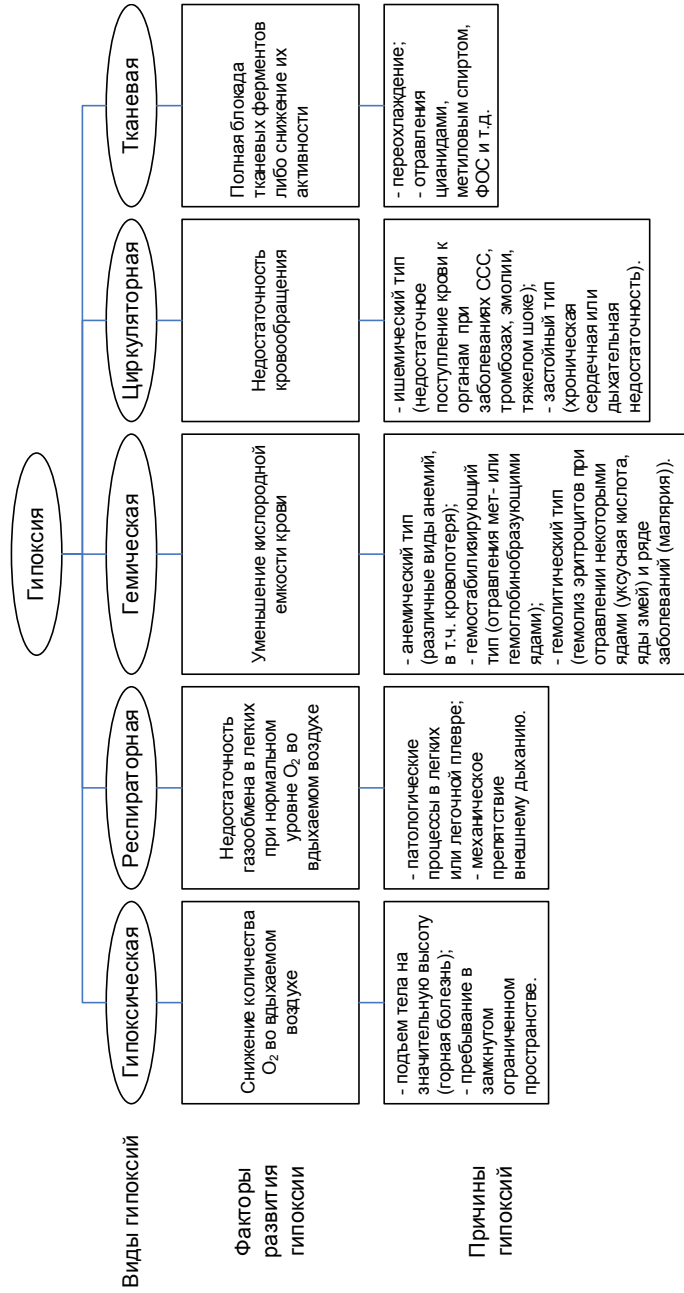 Гипоксия
Виды гипоксий
Гипоксическая
Респираторная
Гемическая
Циркуляторная
Тканевая
Факторы
развития
гипоксии
Снижение количества
O₂ во вдыхаемом
воздухе
Недостаточность
газообмена в легких
при нормальном
уровне O₂ во
вдыхаемом воздухе
Уменьшение кислородной
емкости крови
Недостаточность
кровообращения
Полная блокада
тканевых ферментов
либо снижение их
активности
Причины
гипоксий
- подъем тела на
значительную высоту
(горная болезнь);
- пребывание в
замкнутом
ограниченном
пространстве.
- патологические
процессы в легких
или легочной плевре;
- механическое
препятствие
внешнему дыханию.
- анемический тип
(различные виды анемий,
в т.ч. кровопотеря);
- гемостабилизирующий
тип (отравления мет- или
гемоглобинобразующими
ядами);
- гемолитический тип
(гемолиз эритроцитов при
отравлении некоторыми
ядами (уксусная кислота,
яды змей) и ряде
заболеваний (малярия)).
- ишемический тип
(недостаточное
поступление крови к
органам при
заболеваниях ССС,
тромбозах, эмолии,
тяжелом шоке);
- застойный тип
(хроническая
сердечная или
дыхательная
недостаточность).
- переохлаждение;
- отравления
цианидами,
метиловым спиртом,
ФОС и т.д.